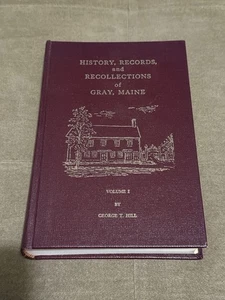 HISTORY, RECORDS,
and
RECOLLECTIONS
of
GRAY, MAINE
VOLUME I
BY
GEORGE T. HILL